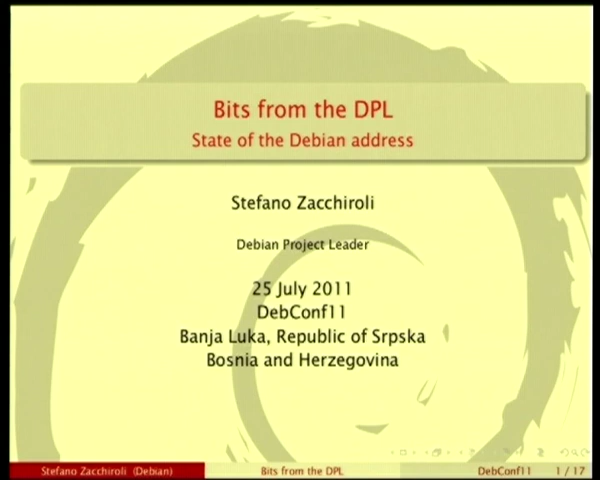 Bits from the DPL
State of the Debian address
Stefano Zacchiroli
Debian Project Leader
25 July 2011
DebConf11
Banja Luka, Republic of Srpska
Bosnia and Herzegovina
Stefano Zacchiroli (Debian) Bits from the DPL DebConf11 1 / 17